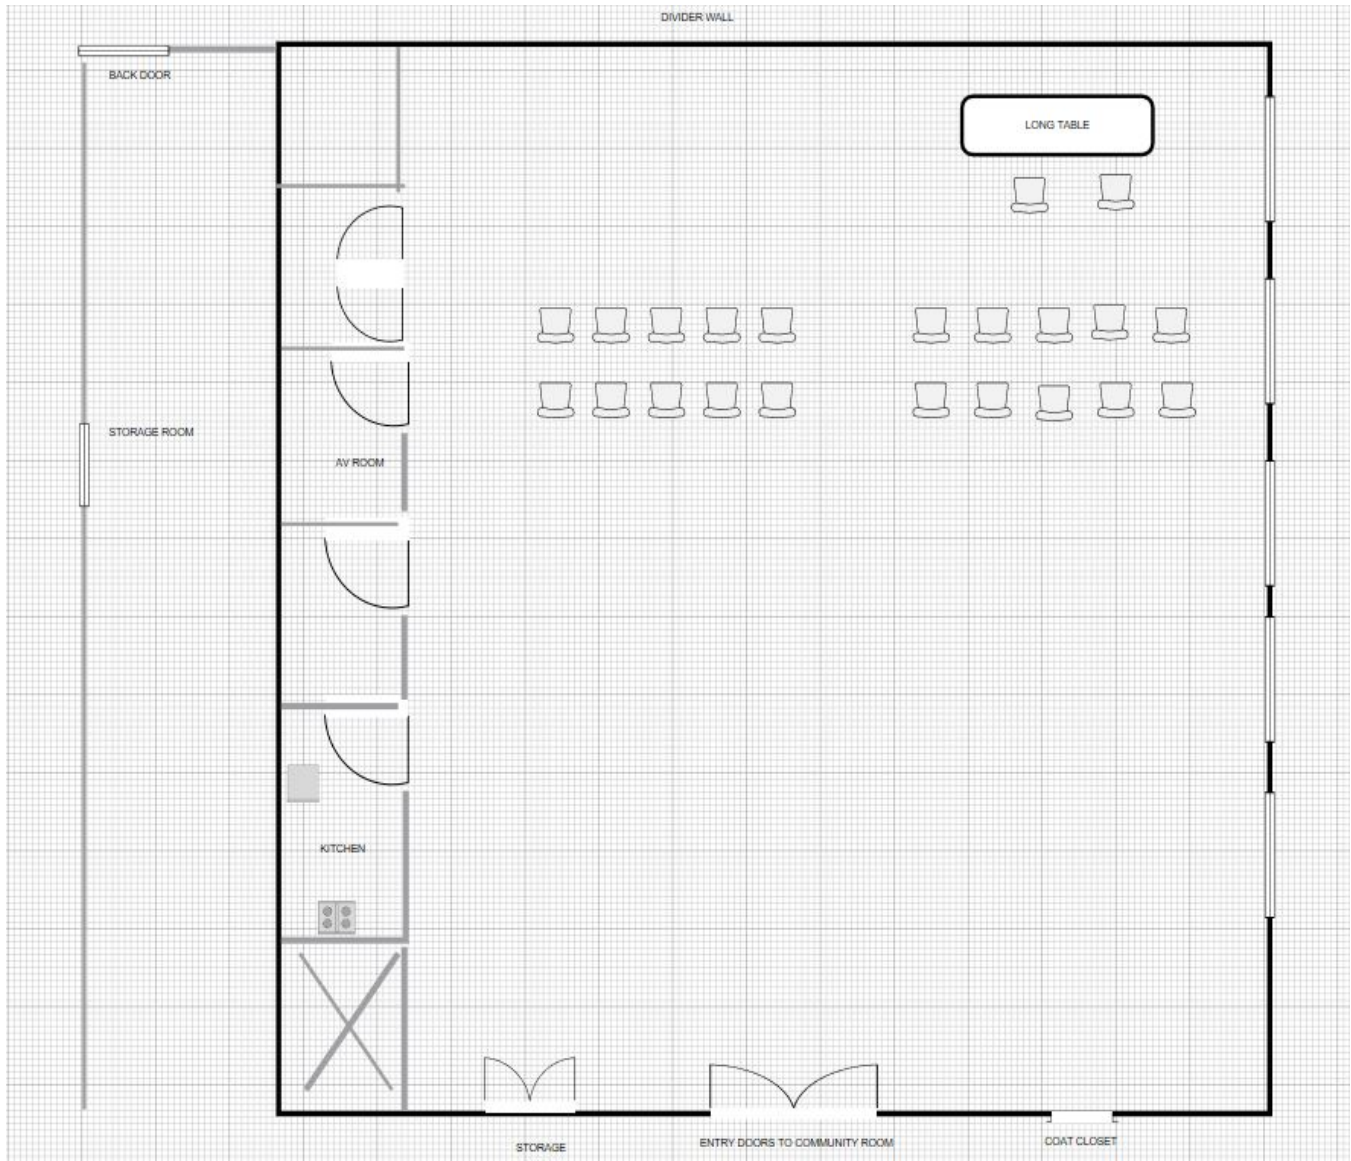 DIVIDER WALL
BACK DOOR
LONG TABLE
STORAGE ROOM
AV ROOM
KITCHEN
STORAGE
ENTRY DOORS TO COMMUNITY ROOM
COAT CLOSET